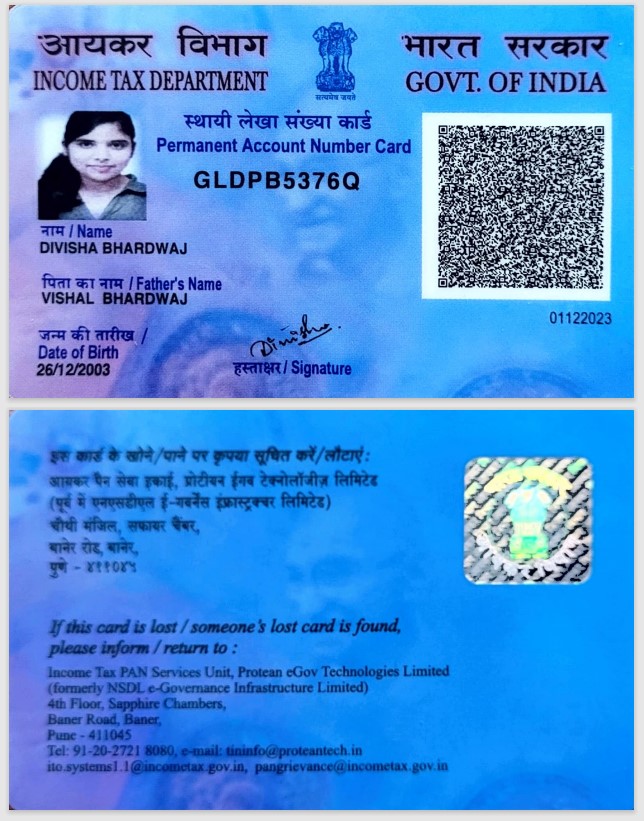 आयकर विभाग
INCOME TAX DEPARTMENT
सत्यमेव जयते
भारत सरकार
GOVT. OF INDIA
स्थायी लेखा संख्या कार्ड
Permanent Account Number Card
GLDPB5376Q
नाम / Name
DIVISHA BHARDWAJ
पिता का नाम / Father's Name
VISHAL BHARDWAJ
जन्म की तारीख /
Date of Birth
26/12/2003
Divisha.
हस्ताक्षर / Signature
01122023
इस कार्ड के खोने/पाने पर कृपया सूचित करें/लौटाएं :
आयकर पैन सेवा इकाई, प्रोटीयन ईगव टेक्नोलॉजीज़ लिमिटेड
(पूर्व में एनएसडीएल ई-गवर्नेंस इंफ्रास्ट्रक्चर लिमिटेड)
चौथी मंजिल, सफायर चैंबर,
बानेर रोड, बानेर,
पुणे - ४११०४५
If this card is lost / someone's lost card is found,
please inform / return to :
Income Tax PAN Services Unit, Protean eGov Technologies Limited
(formerly NSDL e-Governance Infrastructure Limited)
4th Floor, Sapphire Chambers,
Baner Road, Baner,
Pune - 411045
Tel: 91-20-2721 8080, e-mail: tininfo@proteantech.in
ito.systems1.1@incometax.gov.in, pangrievance@incometax.gov.in